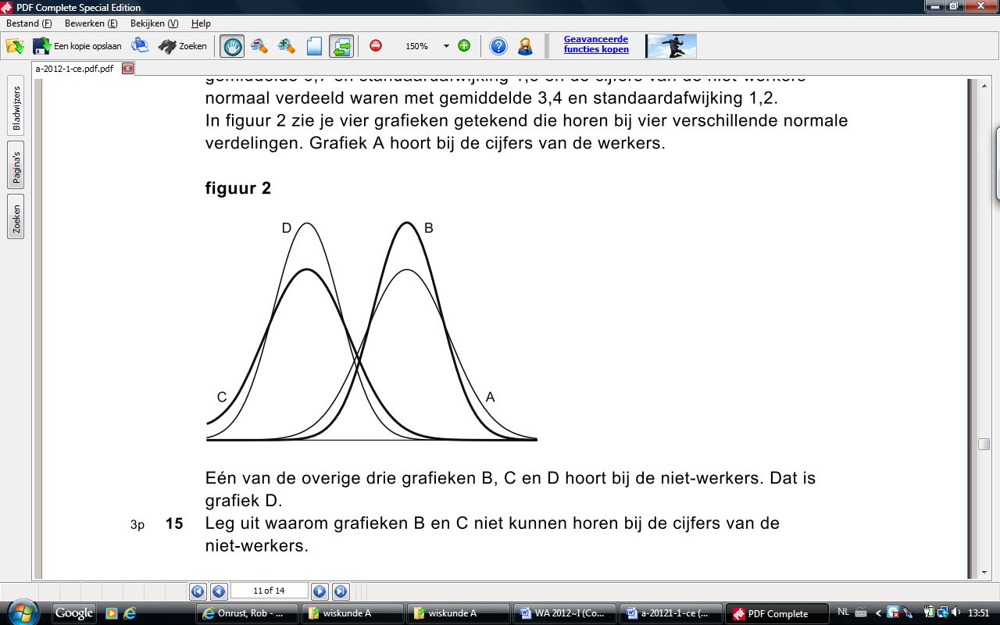 PDF Complete Special Edition
Bestand (F) Bewerken (E) Bekijken (V) Help
Een kopie opslaan Zoeken 150% Geavanceerde functies kopen
a-2012-1-ce.pdf.pdf
Bladwijzers
Pagina's
Zoeken
normaal verdeeld waren met gemiddelde 3,4 en standaardafwijking 1,2.
In figuur 2 zie je vier grafieken getekend die horen bij vier verschillende normale
verdelingen. Grafiek A hoort bij de cijfers van de werkers.
figuur 2
D
B
C
A
Eén van de overige drie grafieken B, C en D hoort bij de niet-werkers. Dat is
grafiek D.
3p 15 Leg uit waarom grafieken B en C niet kunnen horen bij de cijfers van de
niet-werkers.
11 of 14
Google Onrust, Rob - ... wiskunde A wiskunde A WA 2012~I (Co... a-20121-1-ce (... PDF Complete NL 13:51